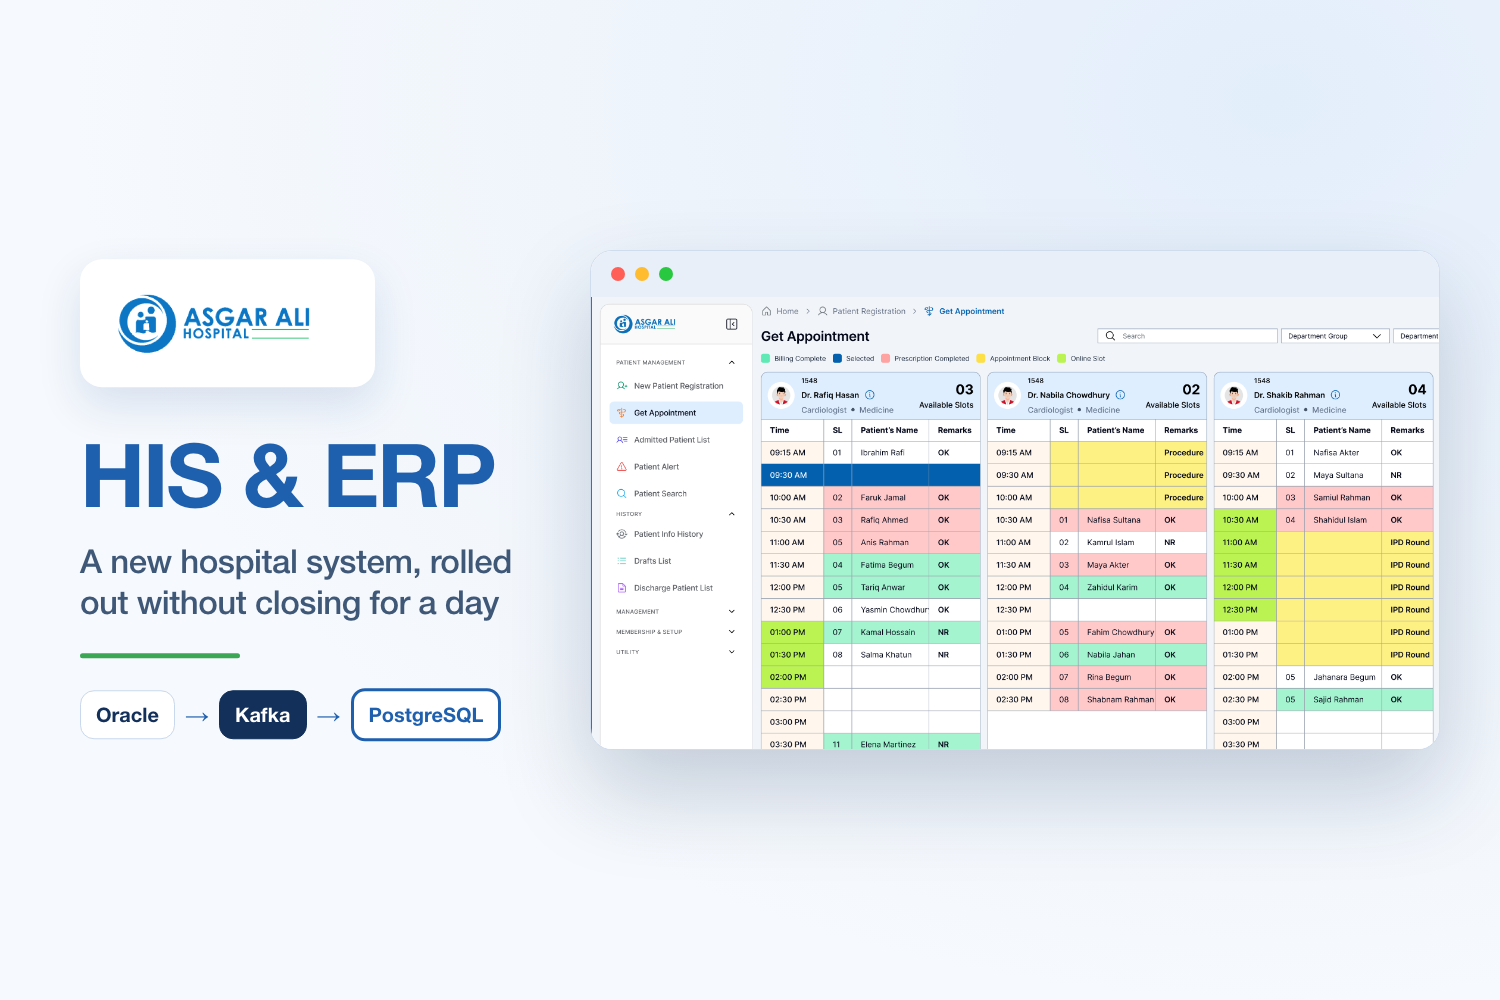 ASGAR ALI
HOSPITAL
HIS & ERP
A new hospital system, rolled
out without closing for a day
Oracle → Kafka → PostgreSQL
ASGAR ALI
HOSPITAL
PATIENT MANAGEMENT
New Patient Registration
Get Appointment
Admitted Patient List
Patient Alert
Patient Search
HISTORY
Patient Info History
Drafts List
Discharge Patient List
MANAGEMENT
MEMBERSHIP & SETUP
UTILITY
Home > Patient Registration > Get Appointment
Get Appointment
Search
Department Group
Department
Billing Complete Selected Prescription Completed Appointment Block Online Slot
1548
Dr. Rafiq Hasan
Cardiologist • Medicine
03
Available Slots
Time SL Patient's Name Remarks
09:15 AM 01 Ibrahim Rafi OK
09:30 AM
10:00 AM 02 Faruk Jamal OK
10:30 AM 03 Rafiq Ahmed OK
11:00 AM 05 Anis Rahman OK
11:30 AM 04 Fatima Begum OK
12:00 PM 05 Tariq Anwar OK
12:30 PM 06 Yasmin Chowdhur OK
01:00 PM 07 Kamal Hossain NR
01:30 PM 08 Salma Khatun NR
02:00 PM
02:30 PM
03:00 PM
03:30 PM 11 Elena Martinez NR
1548
Dr. Nabila Chowdhury
Cardiologist • Medicine
02
Available Slots
Time SL Patient's Name Remarks
09:15 AM Procedure
09:30 AM Procedure
10:00 AM Procedure
10:30 AM 01 Nafisa Sultana OK
11:00 AM 02 Kamrul Islam NR
11:30 AM 03 Maya Akter OK
12:00 PM 04 Zahidul Karim OK
12:30 PM
01:00 PM 05 Fahim Chowdhury OK
01:30 PM 06 Nabila Jahan OK
02:00 PM 07 Rina Begum OK
02:30 PM 08 Shabnam Rahman OK
1548
Dr. Shakib Rahman
Cardiologist • Medicine
04
Available Slots
Time SL Patient's Name Remarks
09:15 AM 01 Nafisa Akter OK
09:30 AM 02 Maya Sultana NR
10:00 AM 03 Samiul Rahman OK
10:30 AM 04 Shahidul Islam OK
11:00 AM IPD Round
11:30 AM IPD Round
12:00 PM IPD Round
12:30 PM IPD Round
01:00 PM IPD Round
01:30 PM IPD Round
02:00 PM 05 Jahanara Begum OK
02:30 PM 05 Sajid Rahman OK
03:00 PM
03:30 PM